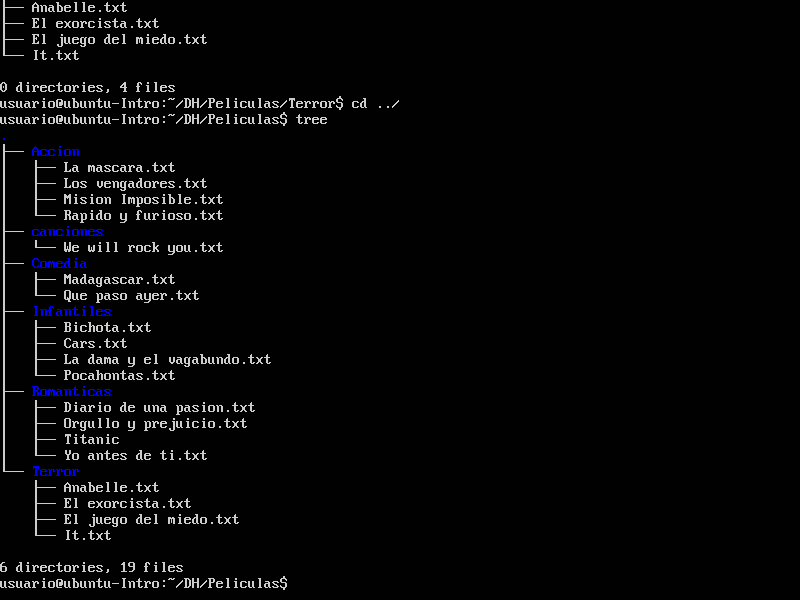 ├── Anabelle.txt
├── El exorcista.txt
├── El juego del miedo.txt
└── It.txt
0 directories, 4 files
usuario@ubuntu-Intro:~/DH/Peliculas/Terror$ cd ../
usuario@ubuntu-Intro:~/DH/Peliculas$ tree
.
├── Accion
│   ├── La mascara.txt
│   ├── Los vengadores.txt
│   ├── Mision Imposible.txt
│   └── Rapido y furioso.txt
├── canciones
│   └── We will rock you.txt
├── Comedia
│   ├── Madagascar.txt
│   └── Que paso ayer.txt
├── Infantiles
│   ├── Bichota.txt
│   ├── Cars.txt
│   ├── La dama y el vagabundo.txt
│   └── Pocahontas.txt
├── Romanticas
│   ├── Diario de una pasion.txt
│   ├── Orgullo y prejuicio.txt
│   ├── Titanic
│   └── Yo antes de ti.txt
└── Terror
    ├── Anabelle.txt
    ├── El exorcista.txt
    ├── El juego del miedo.txt
    └── It.txt
6 directories, 19 files
usuario@ubuntu-Intro:~/DH/Peliculas$